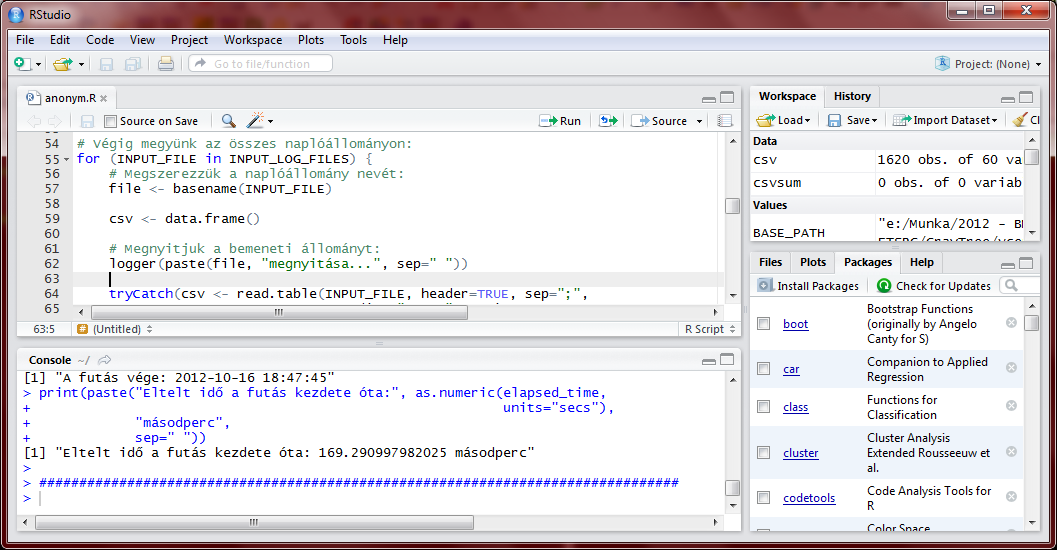 RStudio
File Edit Code View Project Workspace Plots Tools Help
Go to file/function
Project: (None)
anonym.R
Source on Save Run Source
54 # Végig megyünk az összes naplóállományon:
55 for (INPUT_FILE in INPUT_LOG_FILES) {
56     # Megszerezzük a naplóállomány nevét:
57     file <- basename(INPUT_FILE)
58
59     csv <- data.frame()
60
61     # Megnyitjuk a bemeneti állományt:
62     logger(paste(file, "megnyitása...", sep=" "))
63
64     tryCatch(csv <- read.table(INPUT_FILE, header=TRUE, sep=";",
65
63:5 # (Untitled) R Script
Console ~/
[1] "A futás vége: 2012-10-16 18:47:45"
> print(paste("Eltelt idő a futás kezdete óta:", as.numeric(elapsed_time,
+                                                            units="secs"),
+             "másodperc",
+             sep=" "))
[1] "Eltelt idő a futás kezdete óta: 169.290997982025 másodperc"
>
> ################################################################################
>
Workspace History
Load Save Import Dataset Cl
Data
csv 1620 obs. of 60 va
csvsum 0 obs. of 0 variab
Values
BASE_PATH "e:/Munka/2012 - B
Files Plots Packages Help
Install Packages Check for Updates
boot Bootstrap Functions
(originally by Angelo
Canty for S)
car Companion to Applied
Regression
class Functions for
Classification
cluster Cluster Analysis
Extended Rousseeuw et
al.
codetools Code Analysis Tools for
R
Color Space